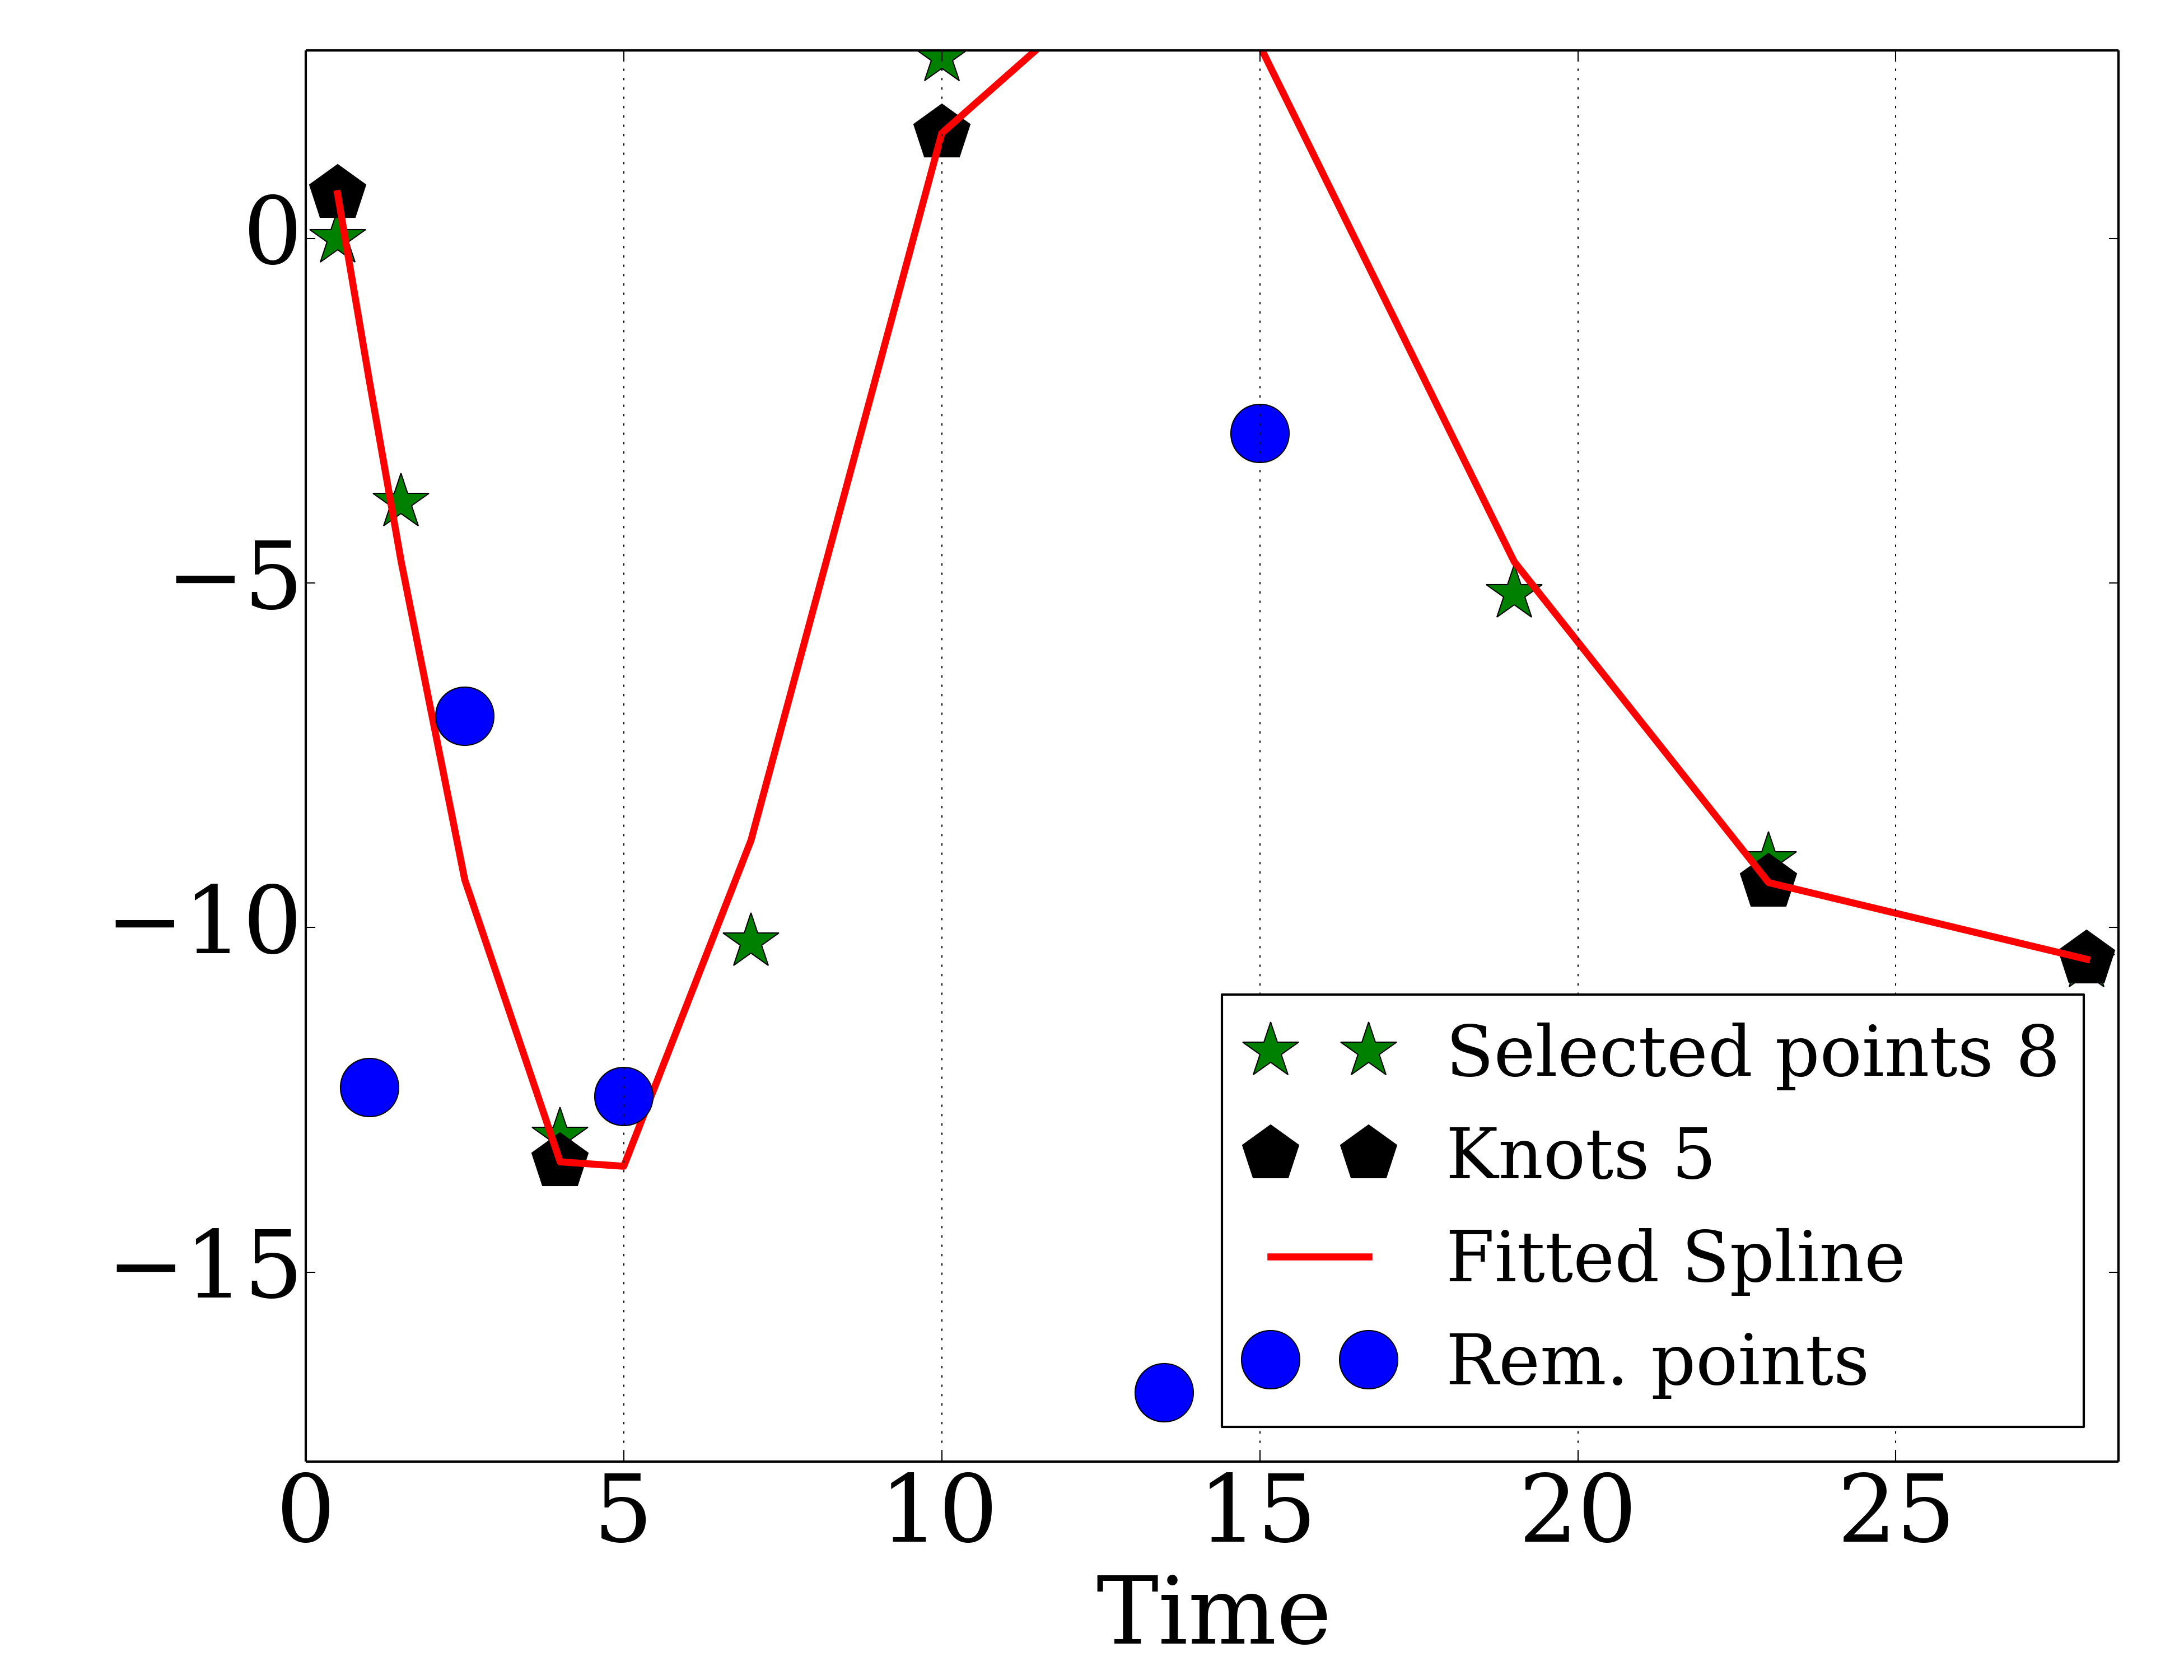 0
−5
−10
−15
0 5 10 15 20 25
Time
Selected points 8
Knots 5
Fitted Spline
Rem. points